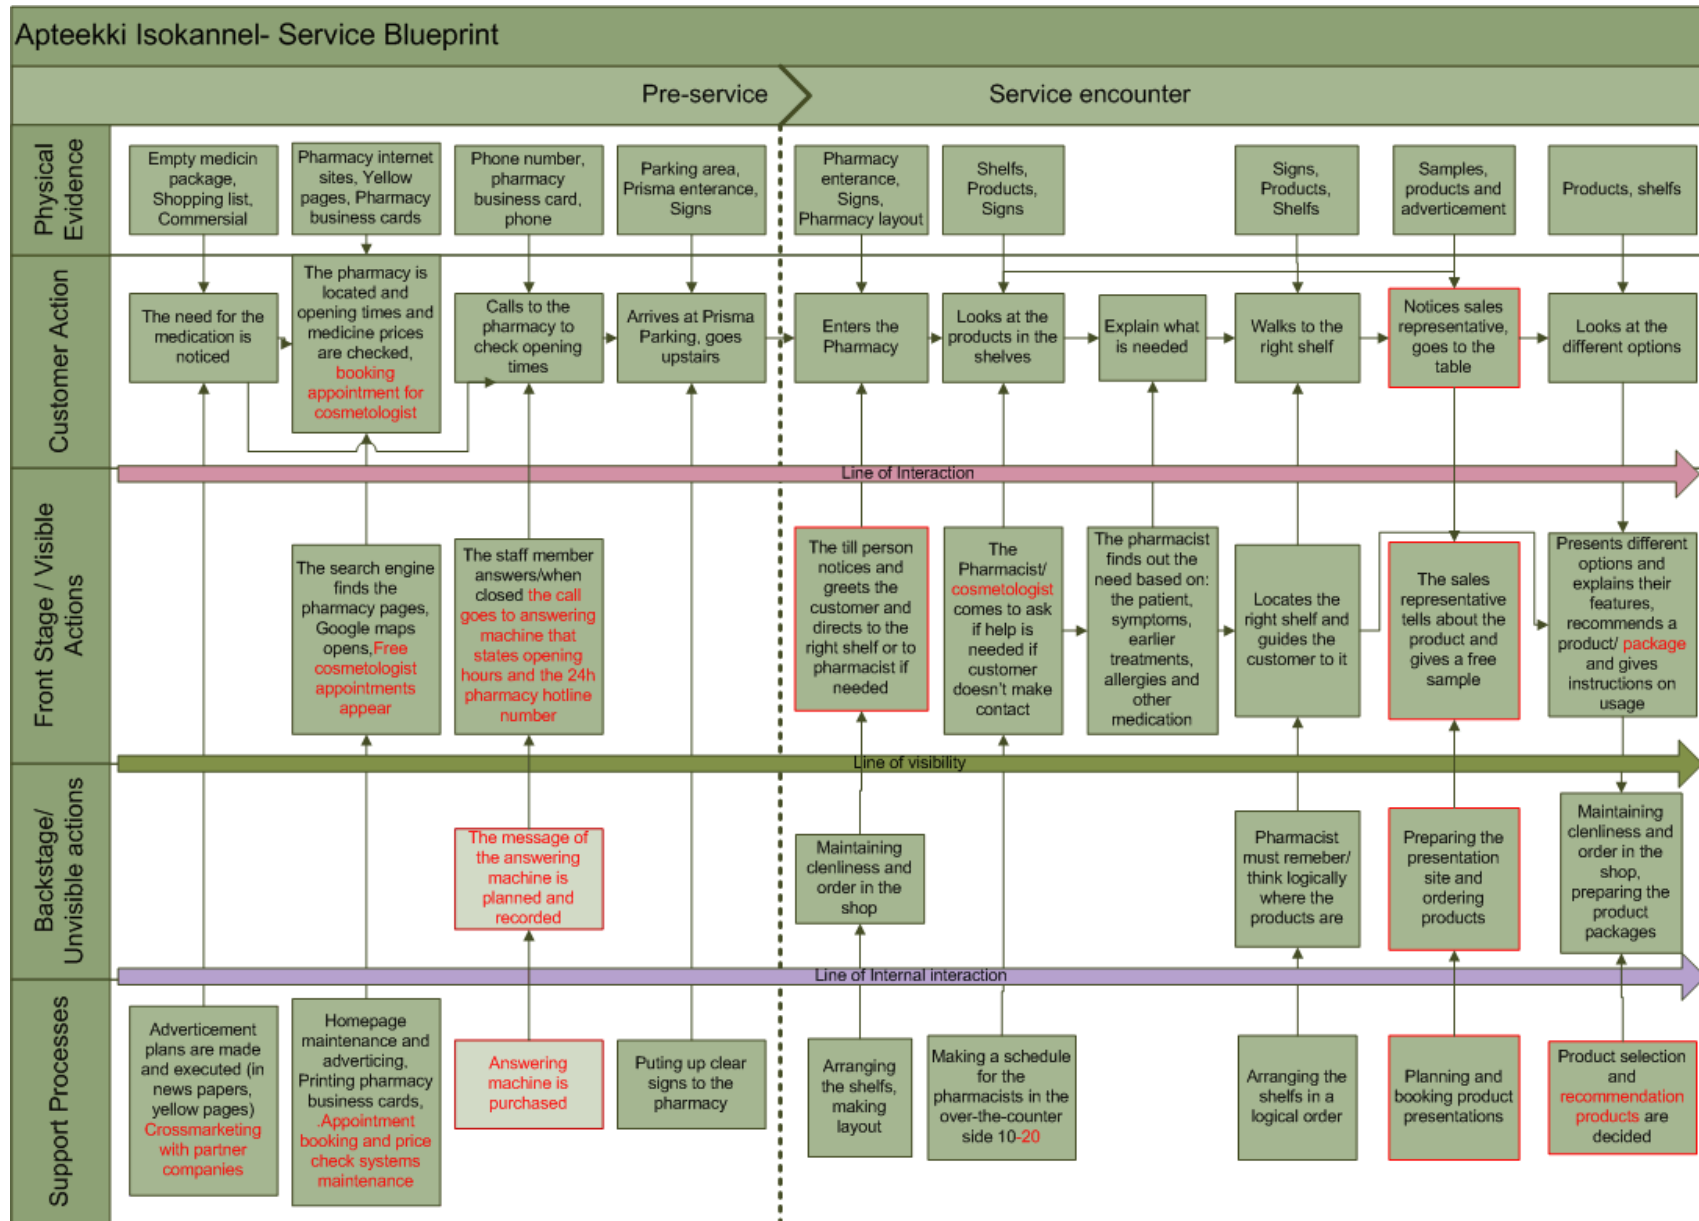 Apteekki Isokannel- Service Blueprint
Pre-service
Service encounter
Physical
Evidence
Empty medicin
package,
Shopping list,
Commersial
Pharmacy internet
sites, Yellow
pages, Pharmacy
business cards
Phone number,
pharmacy
business card,
phone
Parking area,
Prisma enterance,
Signs
Pharmacy
enterance,
Signs,
Pharmacy layout
Shelfs,
Products,
Signs
Signs,
Products,
Shelfs
Samples,
products and
adverticement
Products, shelfs
Customer Action
The need for the
medication is
noticed
The pharmacy is
located and
opening times and
medicine prices
are checked,
booking
appointment for
cosmetologist
Calls to the
pharmacy to
check opening
times
Arrives at Prisma
Parking, goes
upstairs
Enters the
Pharmacy
Looks at the
products in the
shelves
Explain what
is needed
Walks to the
right shelf
Notices sales
representative,
goes to the
table
Looks at the
different options
Line of Interaction
Front Stage / Visible
Actions
The search engine
finds the
pharmacy pages,
Google maps
opens,Free
cosmetologist
appointments
appear
The staff member
answers/when
closed the call
goes to answering
machine that
states opening
hours and the 24h
pharmacy hotline
number
The till person
notices and
greets the
customer and
directs to the
right shelf or to
pharmacist if
needed
The
Pharmacist/
cosmetologist
comes to ask
if help is
needed if
customer
doesn't make
contact
The pharmacist
finds out the
need based on:
the patient,
symptoms,
earlier
treatments,
allergies and
other
medication
Locates the
right shelf and
guides the
customer to it
The sales
representative
tells about the
product and
gives a free
sample
Presents different
options and
explains their
features,
recommends a
product/ package
and gives
instructions on
usage
Line of visibility
Backstage/
Unvisible actions
The message of
the answering
machine is
planned and
recorded
Maintaining
clenliness and
order in the
shop
Pharmacist
must remeber/
think logically
where the
products are
Preparing the
presentation
site and
ordering
products
Maintaining
clenliness and
order in the
shop,
preparing the
product
packages
Line of Internal interaction
Support Processes
Adverticement
plans are made
and executed (in
news papers,
yellow pages)
Crossmarketing
with partner
companies
Homepage
maintenance and
adverticing,
Printing pharmacy
business cards,
.Appointment
booking and price
check systems
maintenance
Answering
machine is
purchased
Puting up clear
signs to the
pharmacy
Arranging
the shelfs,
making
layout
Making a schedule
for the
pharmacists in the
over-the-counter
side 10-20
Arranging the
shelfs in a
logical order
Planning and
booking product
presentations
Product selection
and
recommendation
products are
decided